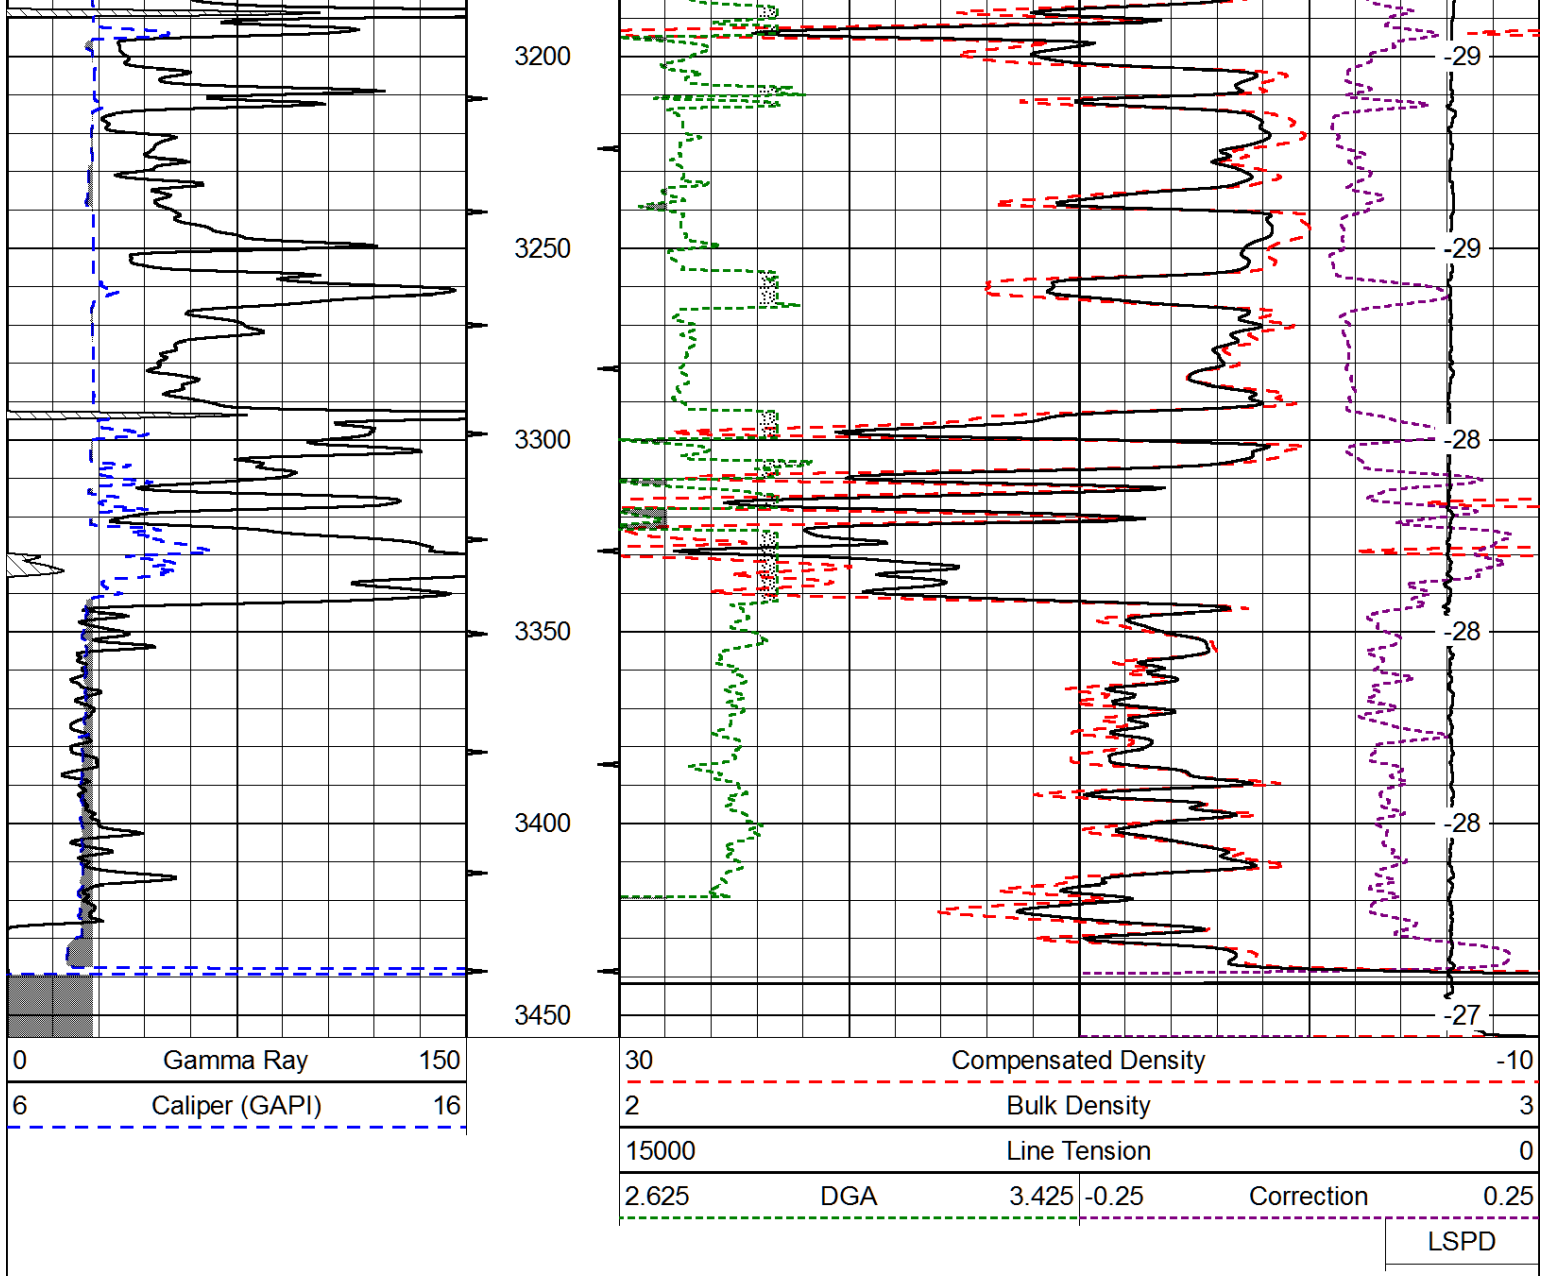 3200 -29
3250 -29
3300 -28
3350 -28
3400 -28
3450 -27
0 Gamma Ray 150
30 Compensated Density -10
6 Caliper (GAPI) 16
2 Bulk Density 3
15000 Line Tension 0
2.625 DGA 3.425 -0.25 Correction 0.25
LSPD